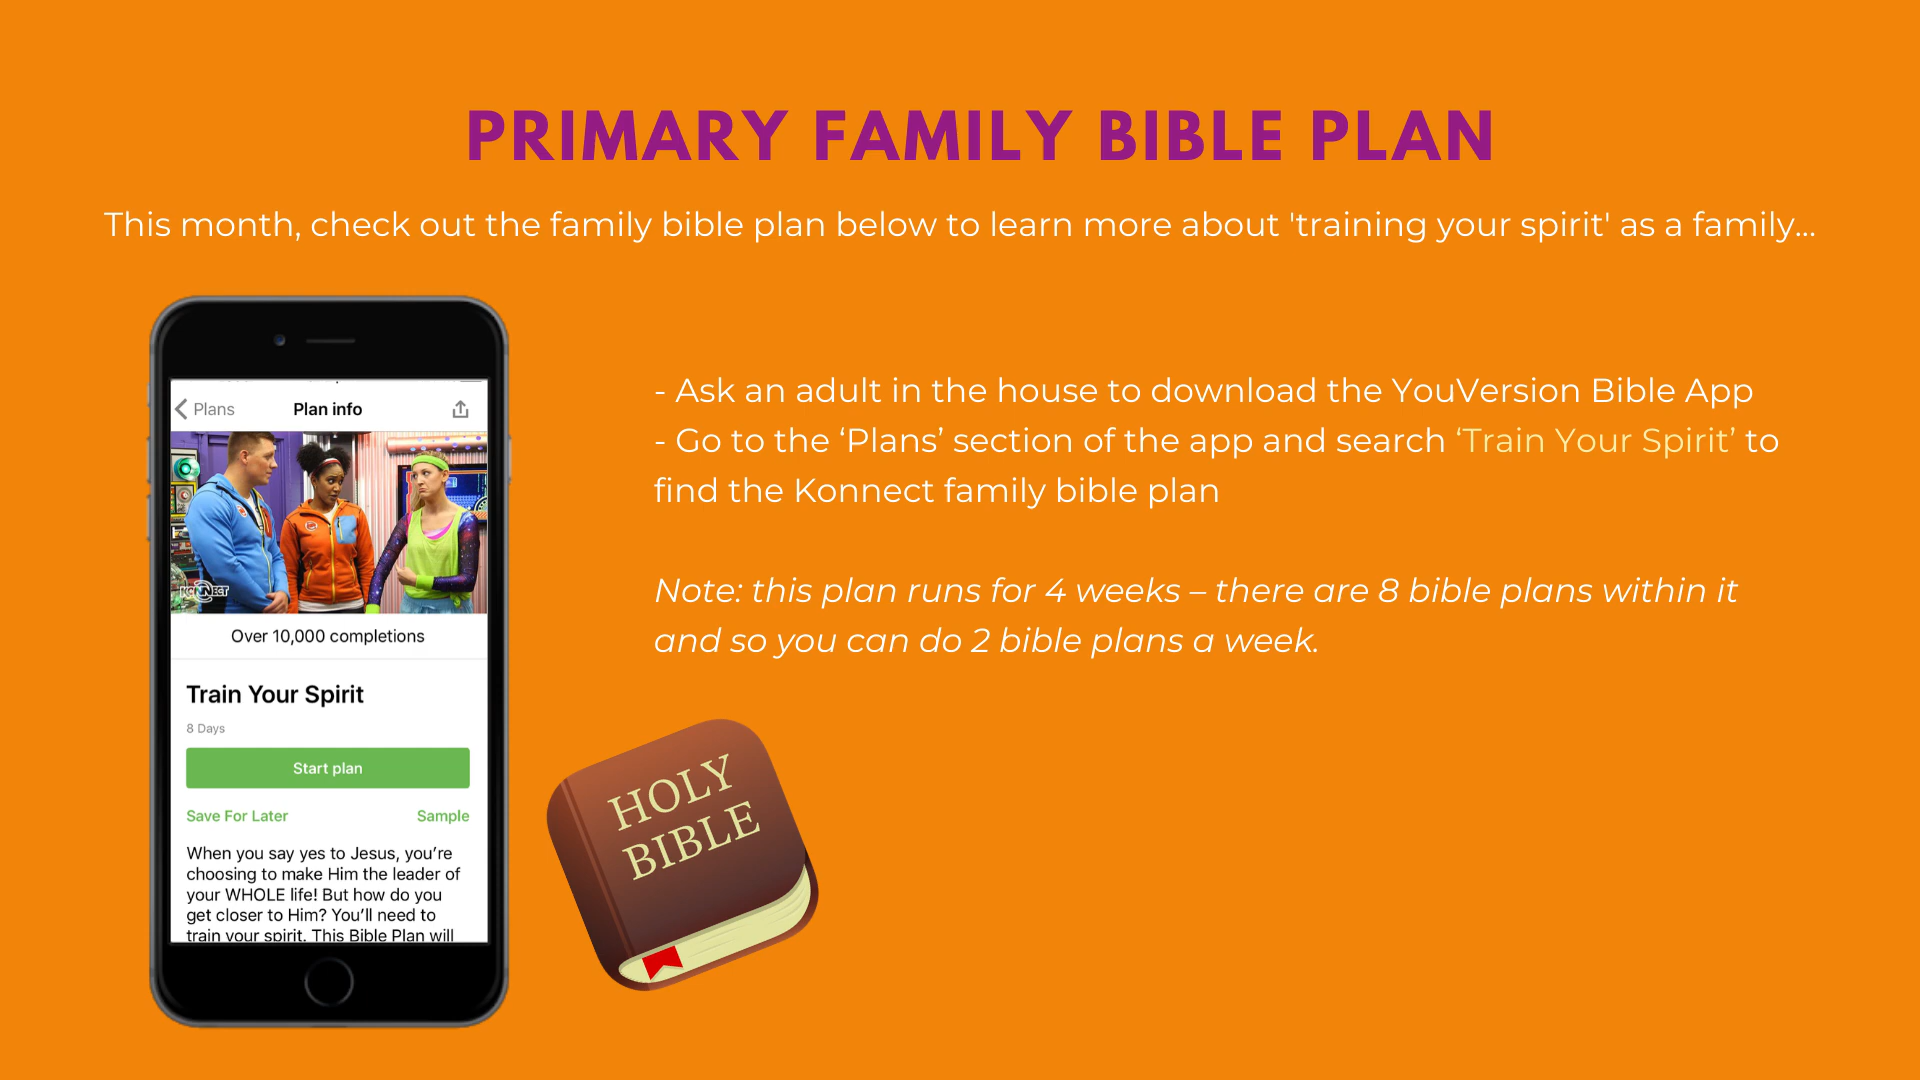 PRIMARY FAMILY BIBLE PLAN
This month, check out the family bible plan below to learn more about 'training your spirit' as a family...
Plans
Plan info
KONNECT
Over 10,000 completions
Train Your Spirit
8 Days
Start plan
Save For Later
Sample
When you say yes to Jesus, you’re
choosing to make Him the leader of
your WHOLE life! But how do you
get closer to Him? You’ll need to
train your spirit. This Bible Plan will
- Ask an adult in the house to download the YouVersion Bible App
- Go to the ‘Plans’ section of the app and search ‘Train Your Spirit’ to
find the Konnect family bible plan
Note: this plan runs for 4 weeks – there are 8 bible plans within it
and so you can do 2 bible plans a week.
HOLY
BIBLE